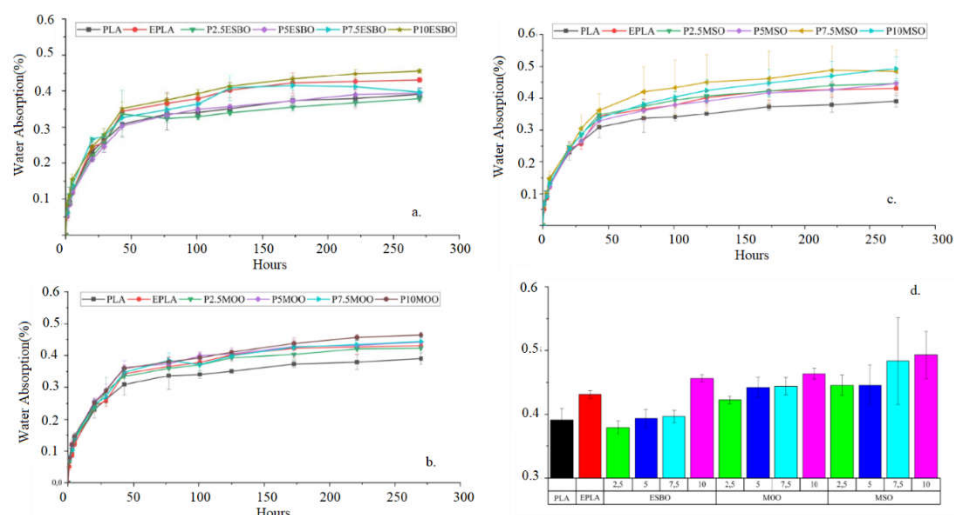 PLA EPLA P2.5ESBO P5ESBO P7.5ESBO P10ESBO
0.6
0.5
0.4
0.3
0.2
0.1
Water Absorption(%)
a.
0 50 100 150 200 250 300
Hours
PLA EPLA P2.5MSO P5MSO P7.5MSO P10MSO
0.6
0.5
0.4
0.3
0.2
0.1
Water Absorption(%)
c.
0 50 100 150 200 250 300
Hours
PLA EPLA P2.5MOO P5MOO P7.5MOO P10MOO
0.6
0.5
0.4
0.3
0.2
0.1
0,0
Water Absorption(%)
b.
0 50 100 150 200 250 300
Hours
d.
0.6
0.5
0.4
0.3
2,5 5 7,5 10 2,5 5 7,5 10 2,5 5 7,5 10
PLA EPLA ESBO MOO MSO